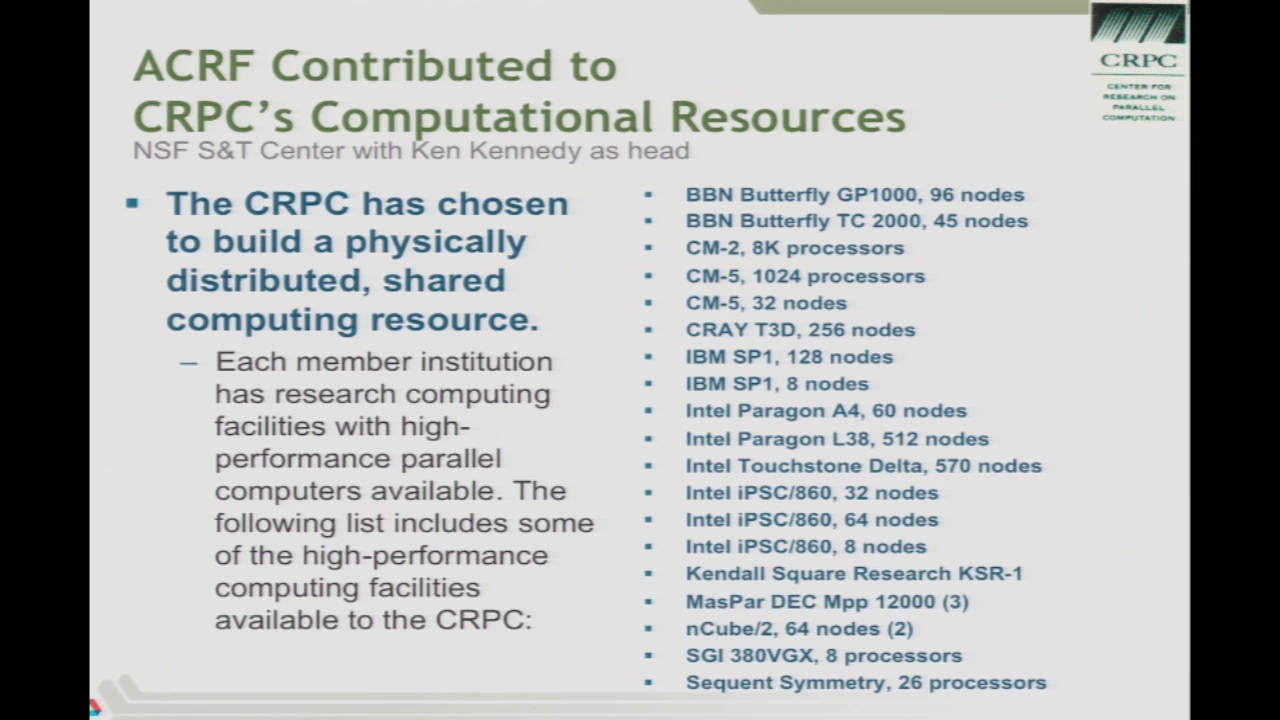 ACRF Contributed to
CRPC's Computational Resources
NSF S&T Center with Ken Kennedy as head
CRPC
CENTER FOR
RESEARCH ON
PARALLEL
COMPUTATION
▪ The CRPC has chosen
to build a physically
distributed, shared
computing resource.
– Each member institution
has research computing
facilities with high-
performance parallel
computers available. The
following list includes some
of the high-performance
computing facilities
available to the CRPC:
▪ BBN Butterfly GP1000, 96 nodes
▪ BBN Butterfly TC 2000, 45 nodes
▪ CM-2, 8K processors
▪ CM-5, 1024 processors
▪ CM-5, 32 nodes
▪ CRAY T3D, 256 nodes
▪ IBM SP1, 128 nodes
▪ IBM SP1, 8 nodes
▪ Intel Paragon A4, 60 nodes
▪ Intel Paragon L38, 512 nodes
▪ Intel Touchstone Delta, 570 nodes
▪ Intel iPSC/860, 32 nodes
▪ Intel iPSC/860, 64 nodes
▪ Intel iPSC/860, 8 nodes
▪ Kendall Square Research KSR-1
▪ MasPar DEC Mpp 12000 (3)
▪ nCube/2, 64 nodes (2)
▪ SGI 380VGX, 8 processors
▪ Sequent Symmetry, 26 processors